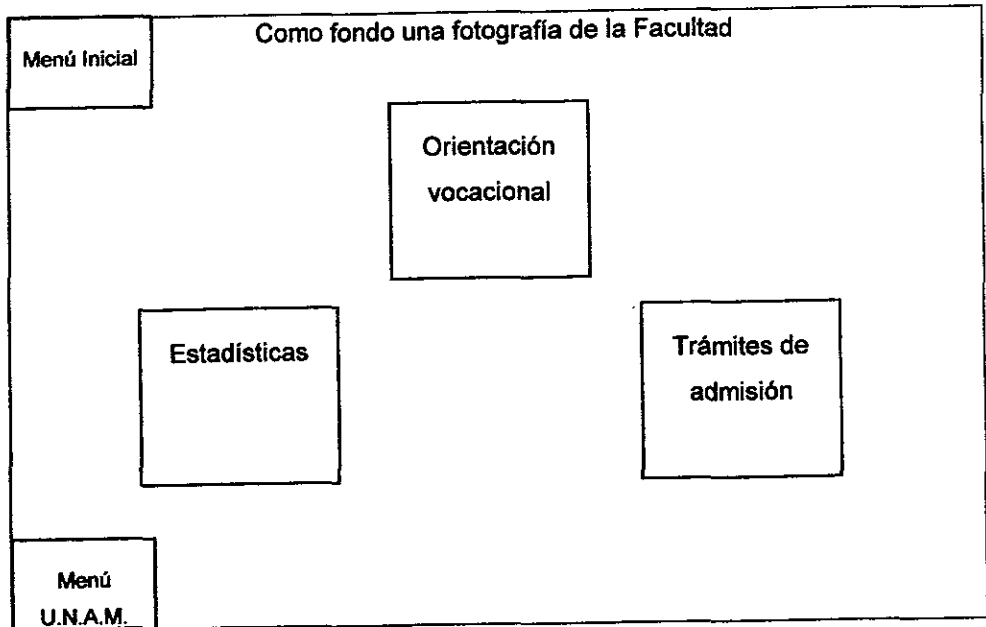 Como fondo una fotografía de la Facultad
Menú Inicial
Orientación
vocacional
Estadísticas
Trámites de
admisión
Menú
U.N.A.M.